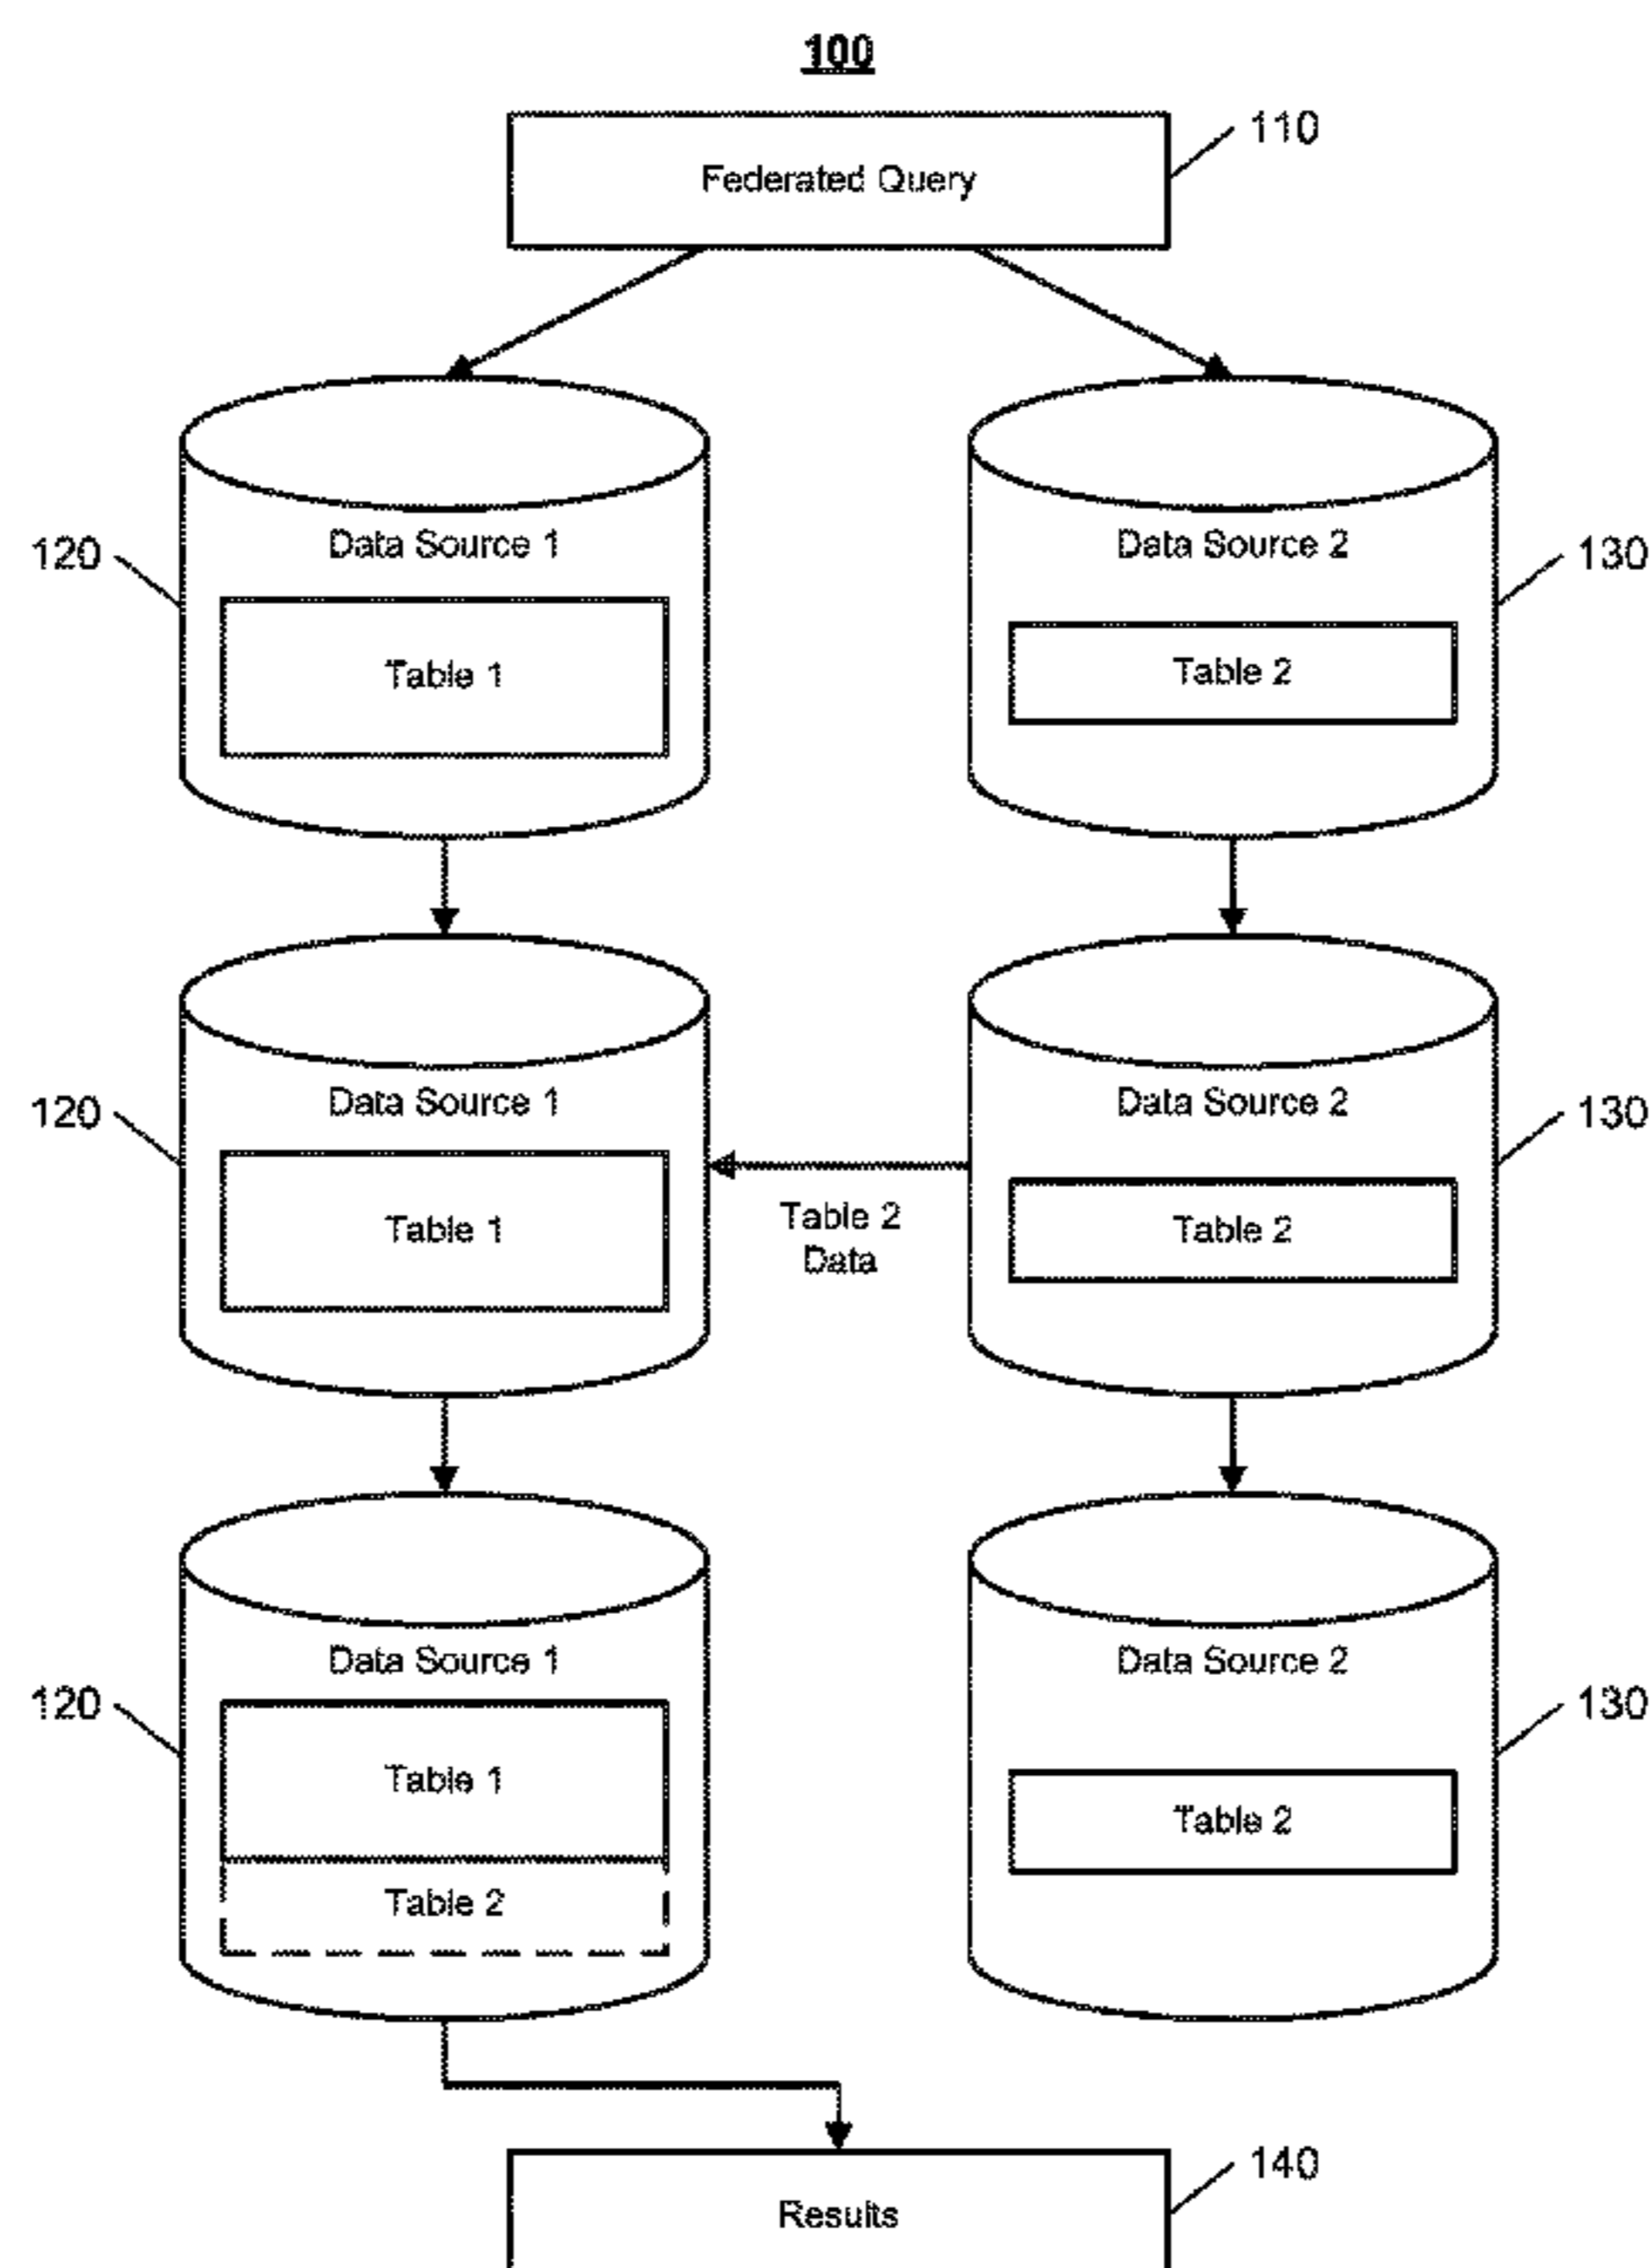 100
Federated Query
110
Data Source 1
Data Source 2
120
130
Table 1
Table 2
Data Source 1
Data Source 2
120
130
Table 1
Table 2
Data
Table 2
Data Source 1
Data Source 2
120
130
Table 1
Table 2
Table 2
140
Results